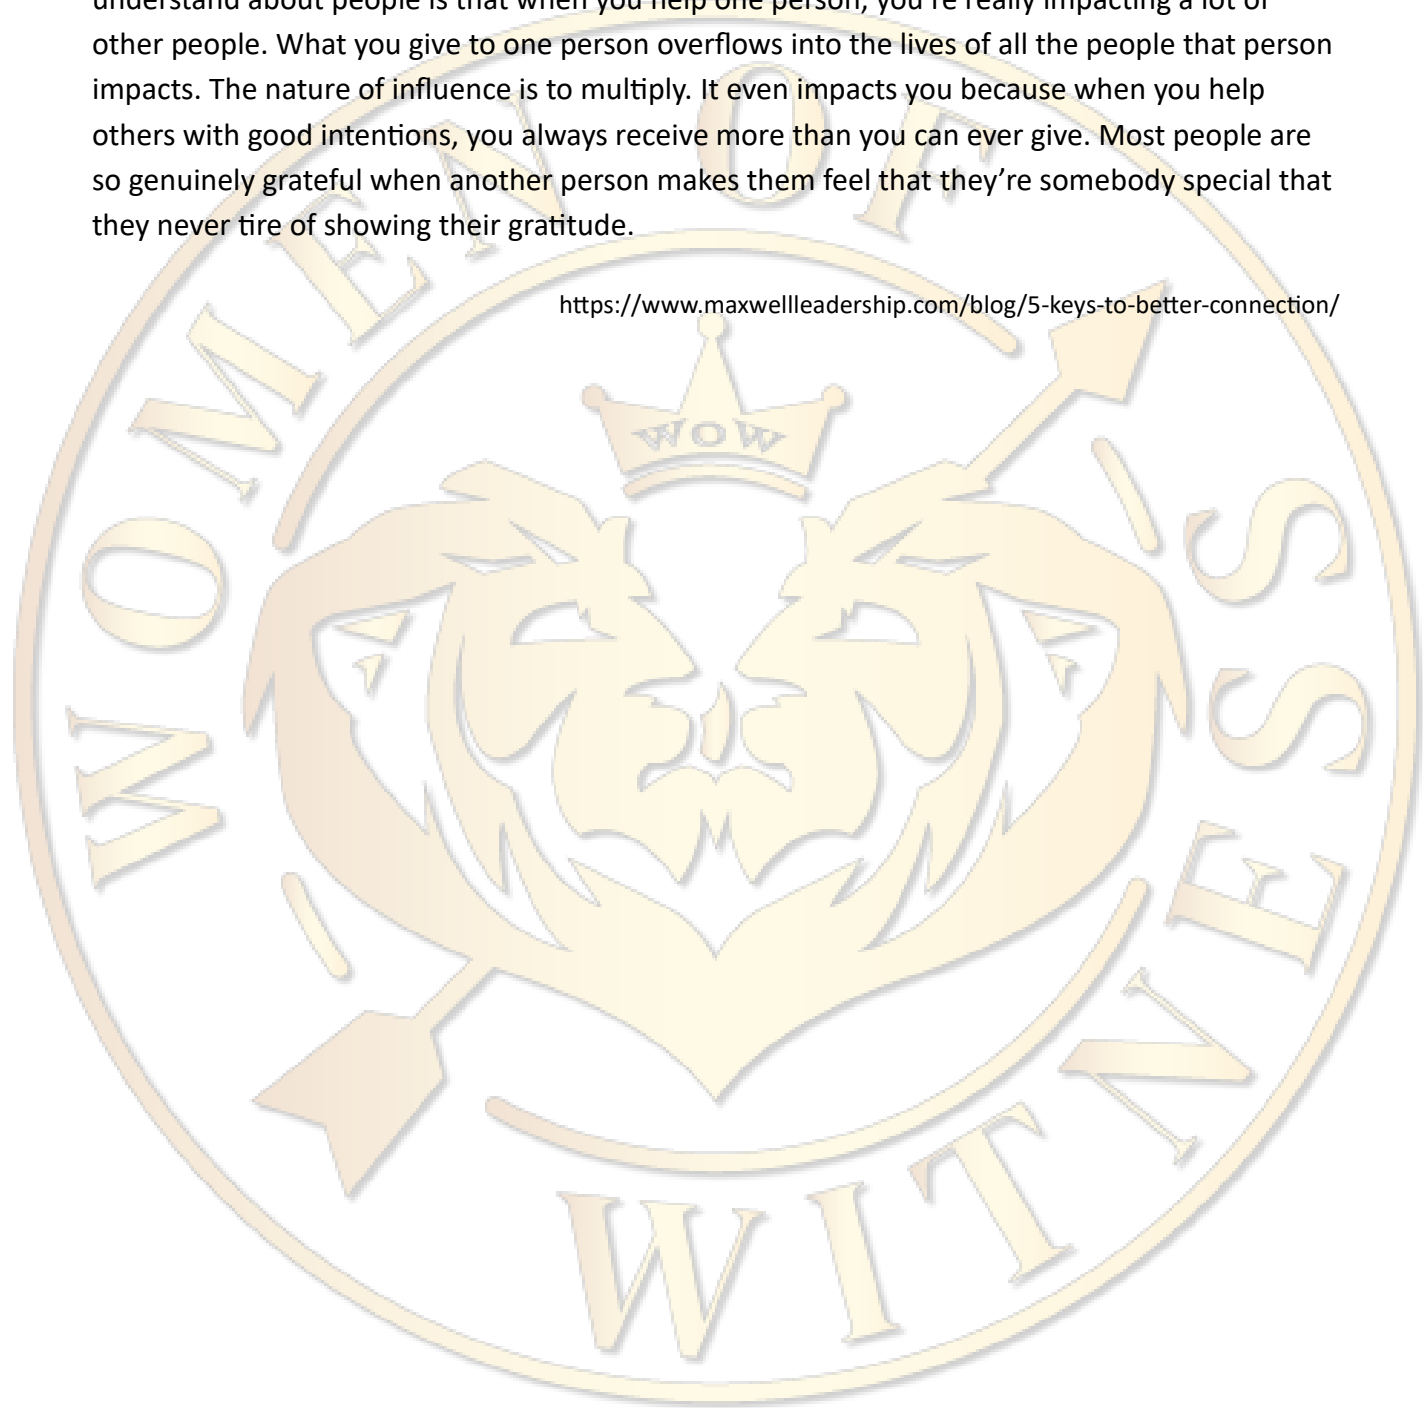 understand about people is that when you help one person, you're really impacting a lot of
other people. What you give to one person overflows into the lives of all the people that person
impacts. The nature of influence is to multiply. It even impacts you because when you help
others with good intentions, you always receive more than you can ever give. Most people are
so genuinely grateful when another person makes them feel that they’re somebody special that
they never tire of showing their gratitude.
https://www.maxwellleadership.com/blog/5-keys-to-better-connection/
WOMEN OF
WOW
WITNESS